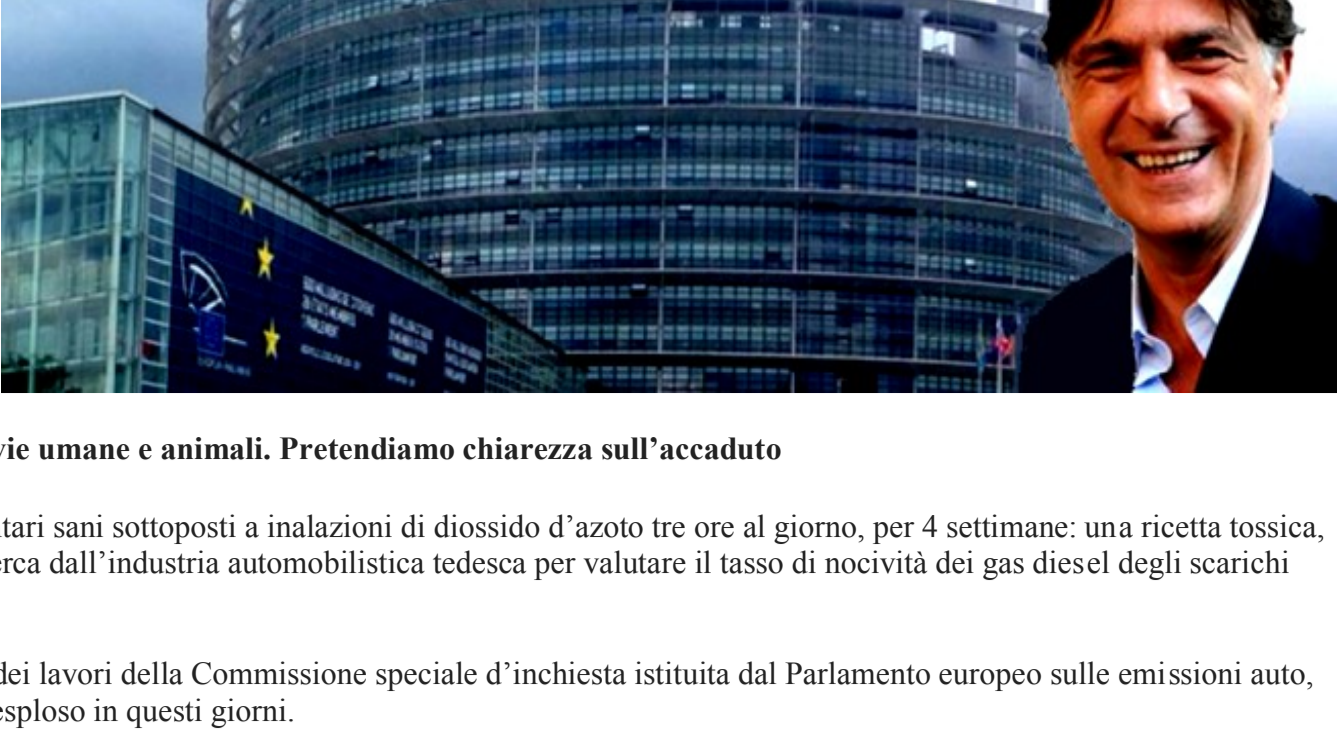 vie umane e animali. Pretendiamo chiarezza sull’accaduto
tari sani sottoposti a inalazioni di diossido d’azoto tre ore al giorno, per 4 settimane: una ricetta tossica,
erca dall’industria automobilistica tedesca per valutare il tasso di nocività dei gas diesel degli scarichi
dei lavori della Commissione speciale d’inchiesta istituita dal Parlamento europeo sulle emissioni auto,
esploso in questi giorni.